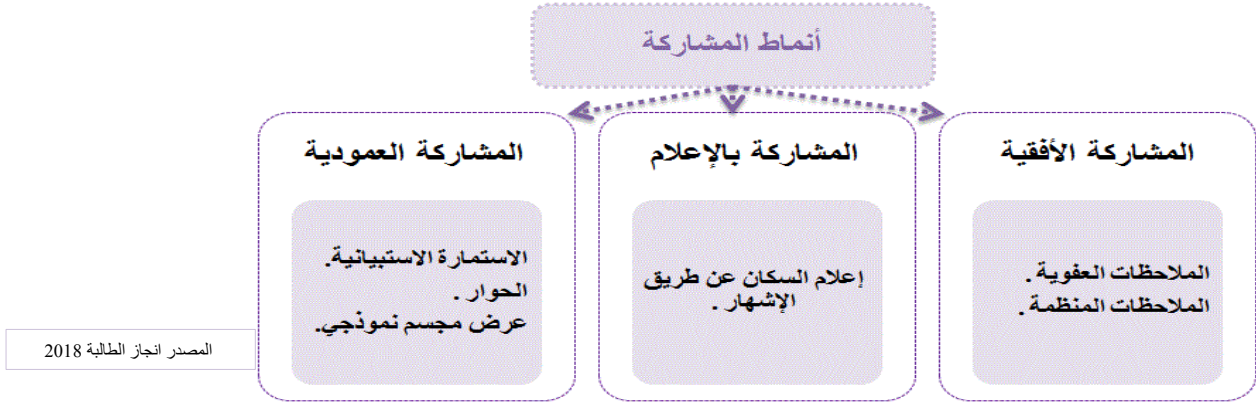 أنماط المشاركة
المشاركة الأفقية
الملاحظات العفوية .
الملاحظات المنظمة .
المشاركة بالإعلام
إعلام السكان عن طريق
الإشهار .
المشاركة العمودية
الاستمارة الاستبيانية.
الحوار .
عرض مجسم نموذجي.
المصدر انجاز الطالبة 2018